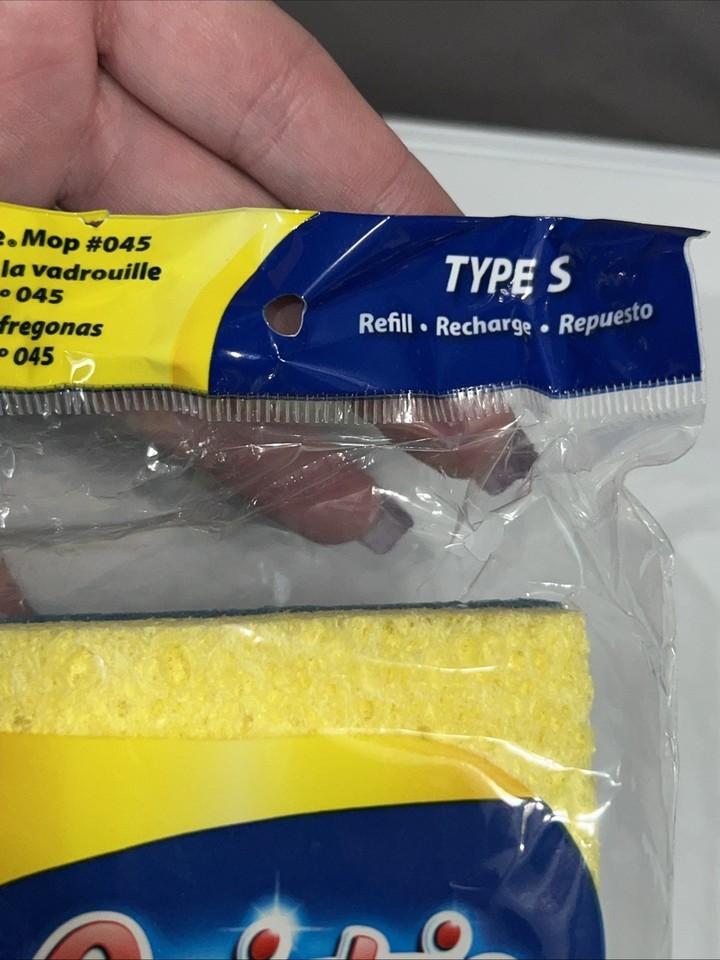 Mop #045
la vadrouille
º 045
fregonas
º 045
TYPE S
Refill • Recharge • Repuesto